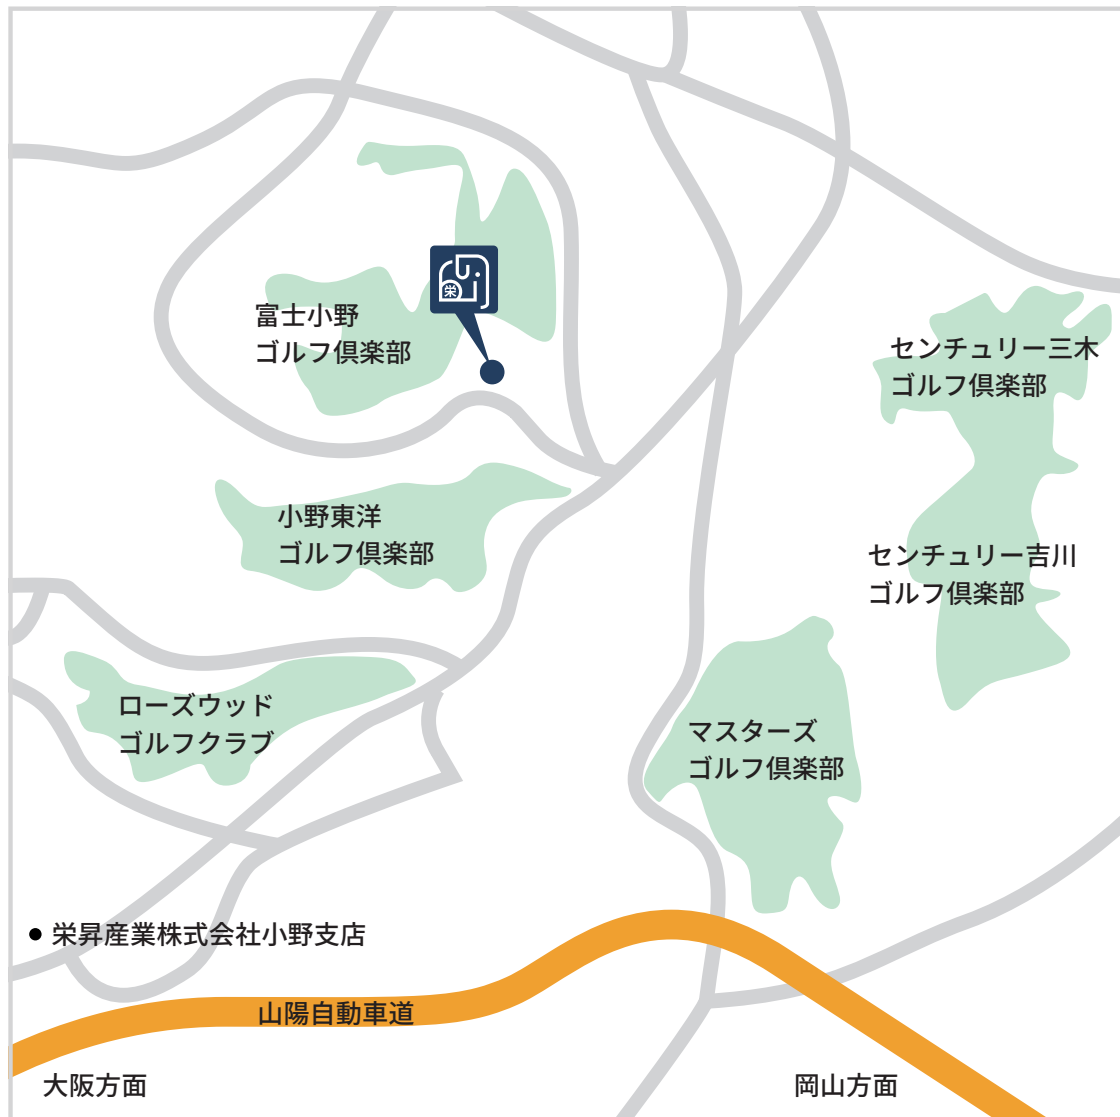 栄
富士小野
ゴルフ倶楽部
センチュリー三木
ゴルフ倶楽部
小野東洋
ゴルフ倶楽部
センチュリー吉川
ゴルフ倶楽部
ローズウッド
ゴルフクラブ
マスターズ
ゴルフ倶楽部
栄昇産業株式会社小野支店
山陽自動車道
大阪方面
岡山方面